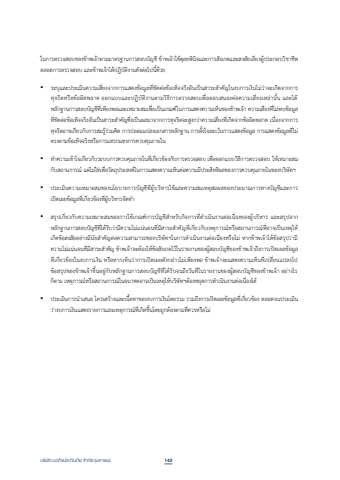 ในการตรวจสอบของข้าพเจ้าตามมาตรฐานการสอบบัญชี ข้าพเจ้าใช้ดุลยพินิจและการสังเกตและสงสัยเยี่ยงผู้ประกอบวิชาชีพ
ตลอดการตรวจสอบ และข้าพเจ้าได้ปฏิบัติงานดังต่อไปนี้ด้วย
• ระบุและประเมินความเสี่ยงจากการแสดงข้อมูลที่ขัดต่อข้อเท็จจริงอันเป็นสาระสำคัญในงบการเงินไม่ว่าจะเกิดจากการ
ทุจริตหรือข้อผิดพลาด ออกแบบและปฏิบัติงานตามวิธีการตรวจสอบเพื่อตอบสนองต่อความเสี่ยงเหล่านั้น และได้
หลักฐานการสอบบัญชีที่เพียงพอและเหมาะสมเพื่อเป็นเกณฑ์ในการแสดงความเห็นของข้าพเจ้า ความเสี่ยงที่ไม่พบข้อมูล
ที่ขัดต่อข้อเท็จจริงอันเป็นสาระสำคัญซึ่งเป็นผลมาจากการทุจริตจะสูงกว่าความเสี่ยงที่เกิดจากข้อผิดพลาด เนื่องจากการ
ทุจริตอาจเกี่ยวกับการสมรู้ร่วมคิด การปลอมแปลงเอกสารหลักฐาน การตั้งใจละเว้นการแสดงข้อมูล การแสดงข้อมูลที่ไม่
ตรงตามข้อเท็จจริงหรือการแทรกแซงการควบคุมภายใน
• ทำความเข้าใจเกี่ยวกับระบบการควบคุมภายในที่เกี่ยวข้องกับการตรวจสอบ เพื่อออกแบบวิธีการตรวจสอบ ให้เหมาะสม
กับสถานการณ์ แต่ไม่ใช่เพื่อวัตถุประสงค์ในการแสดงความเห็นต่อความมีประสิทธิผลของการควบคุมภายในของบริษัทฯ
• ประเมินความเหมาะสมของนโยบายการบัญชีที่ผู้บริหารใช้และความสมเหตุสมผลของประมาณการทางบัญชีและการ
เปิดเผยข้อมูลที่เกี่ยวข้องที่ผู้บริหารจัดทำ
• สรุปเกี่ยวกับความเหมาะสมของการใช้เกณฑ์การบัญชีสำหรับกิจการที่ดำเนินงานต่อเนื่องของผู้บริหาร และสรุปจาก
หลักฐานการสอบบัญชีที่ได้รับว่ามีความไม่แน่นอนที่มีสาระสำคัญที่เกี่ยวกับเหตุการณ์หรือสถานการณ์ที่อาจเป็นเหตุให้
เกิดข้อสงสัยอย่างมีนัยสำคัญต่อความสามารถของบริษัทฯในการดำเนินงานต่อเนื่องหรือไม่ หากข้าพเจ้าได้ข้อสรุปว่ามี
ความไม่แน่นอนที่มีสาระสำคัญ ข้าพเจ้าจะต้องให้ข้อสังเกตไว้ในรายงานของผู้สอบบัญชีของข้าพเจ้าถึงการเปิดเผยข้อมูล
ที่เกี่ยวข้องในงบการเงิน หรือหากเห็นว่าการเปิดเผยดังกล่าวไม่เพียงพอ ข้าพเจ้าจะแสดงความเห็นที่เปลี่ยนแปลงไป
ข้อสรุปของข้าพเจ้าขึ้นอยู่กับหลักฐานการสอบบัญชีที่ได้รับจนถึงวันที่ในรายงานของผู้สอบบัญชีของข้าพเจ้า อย่างไร
ก็ตาม เหตุการณ์หรือสถานการณ์ในอนาคตอาจเป็นเหตุให้บริษัทฯต้องหยุดการดำเนินงานต่อเนื่องได้
• ประเมินการนำเสนอ โครงสร้างและเนื้อหาของงบการเงินโดยรวม รวมถึงการเปิดเผยข้อมูลที่เกี่ยวข้อง ตลอดจนประเมิน
ว่างบการเงินแสดงรายการและเหตุการณ์ที่เกิดขึ้นโดยถูกต้องตามที่ควรหรือไม่
บริษัท นวกิจประกันภัย จำกัด (มหาชน)
142